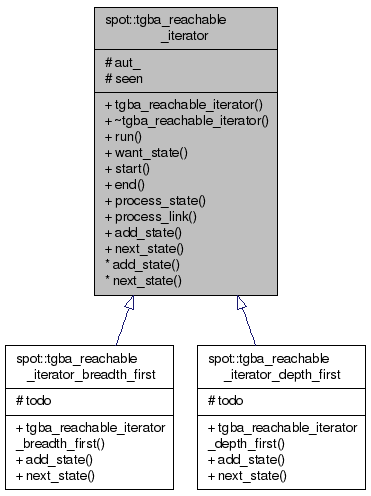 spot::tgba_reachable
_iterator
# aut_
# seen
+ tgba_reachable_iterator()
+ ~tgba_reachable_iterator()
+ run()
+ want_state()
+ start()
+ end()
+ process_state()
+ process_link()
+ add_state()
+ next_state()
* add_state()
* next_state()
spot::tgba_reachable
_iterator_breadth_first
# todo
+ tgba_reachable_iterator
_breadth_first()
+ add_state()
+ next_state()
spot::tgba_reachable
_iterator_depth_first
# todo
+ tgba_reachable_iterator
_depth_first()
+ add_state()
+ next_state()